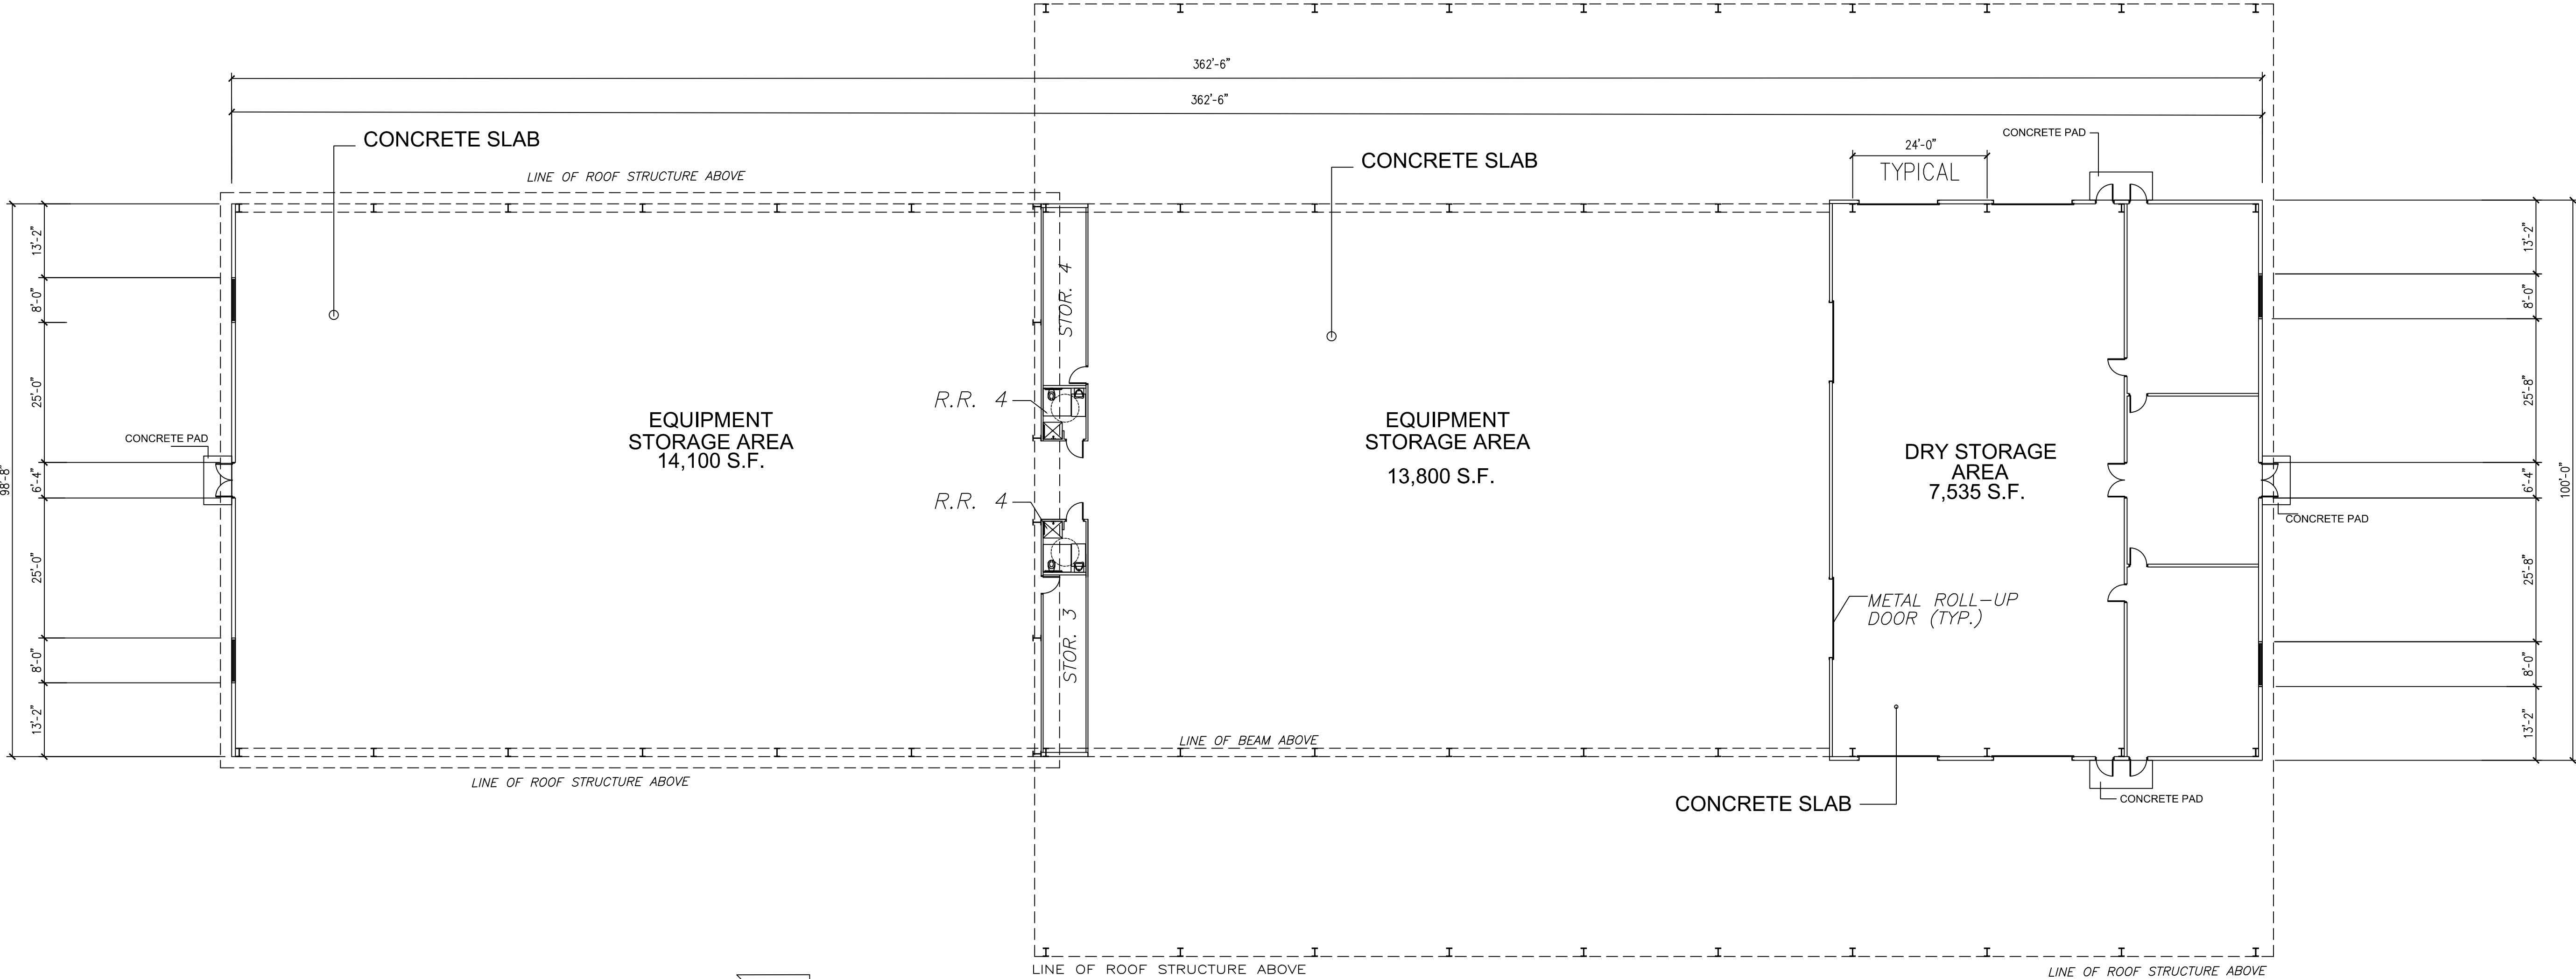 362'-6"
362'-6"
CONCRETE SLAB
LINE OF ROOF STRUCTURE ABOVE
CONCRETE SLAB
24'-0"
TYPICAL
CONCRETE PAD
13'-2"
8'-0"
25'-0"
6'-4"
25'-0"
8'-0"
13'-2"
98'-8"
CONCRETE PAD
EQUIPMENT
STORAGE AREA
14,100 S.F.
STOR. 4
R.R. 4
R.R. 4
STOR. 3
EQUIPMENT
STORAGE AREA
13,800 S.F.
DRY STORAGE
AREA
7,535 S.F.
METAL ROLL-UP
DOOR (TYP.)
13'-2"
8'-0"
25'-8"
6'-4"
25'-8"
8'-0"
13'-2"
100'-0"
CONCRETE PAD
LINE OF BEAM ABOVE
LINE OF ROOF STRUCTURE ABOVE
CONCRETE SLAB
CONCRETE PAD
LINE OF ROOF STRUCTURE ABOVE
LINE OF ROOF STRUCTURE ABOVE